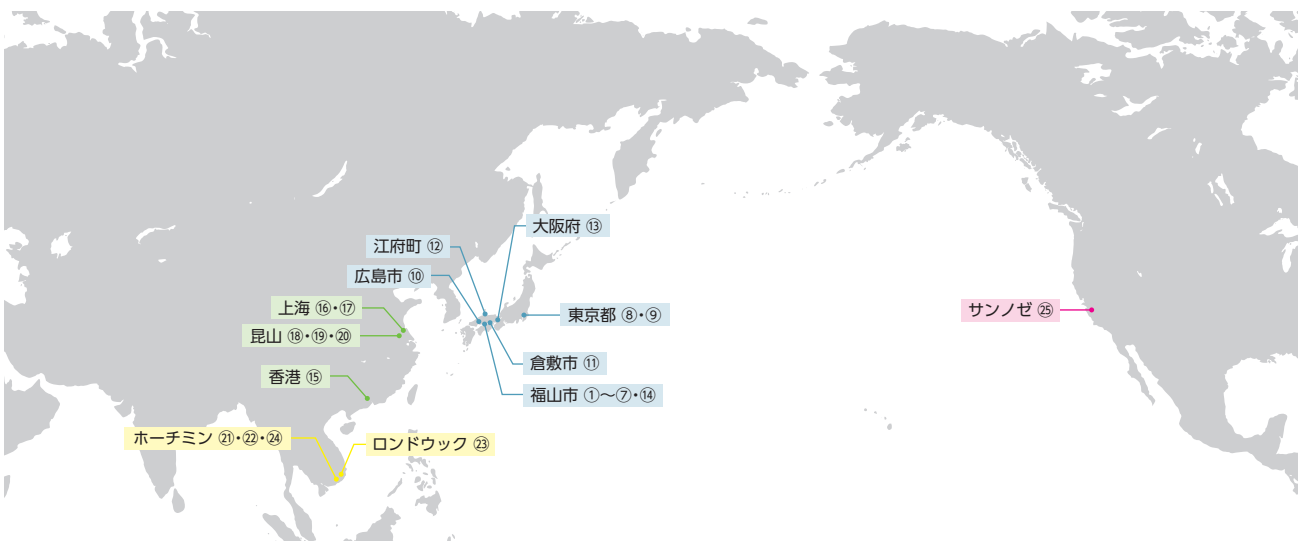 大阪府 ⑬
江府町 ⑫
広島市 ⑩
上海 ⑯・⑰
東京都 ⑧・⑨
サンノゼ ㉕
昆山 ⑱・⑲・⑳
倉敷市 ⑪
香港 ⑮
福山市 ①〜⑦・⑭
ホーチミン ㉑・㉒・㉔
ロンドウック ㉓